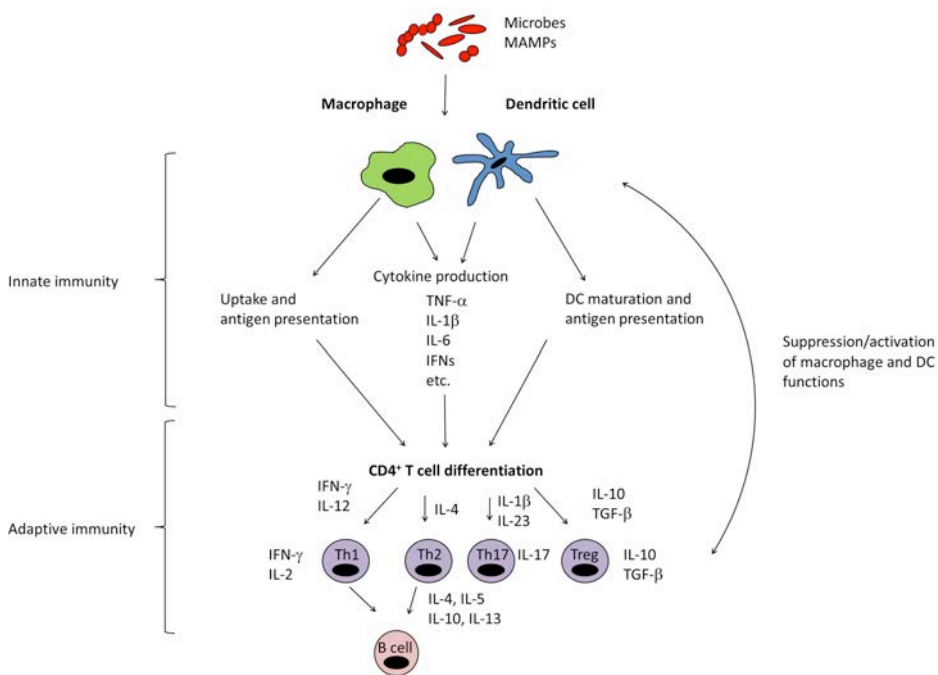 Microbes
MAMPs
Macrophage
Dendritic cell
Innate immunity
Cytokine production
TNF-α
IL-1β
IL-6
IFNs
etc.
Uptake and
antigen presentation
DC maturation and
antigen presentation
Suppression/activation
of macrophage and DC
functions
Adaptive immunity
CD4⁺ T cell differentiation
IFN-γ
IL-12
IL-4
IL-1β
IL-23
IL-10
TGF-β
IFN-γ
IL-2
Th1
Th2
Th17
IL-17
Treg
IL-10
TGF-β
IL-4, IL-5
IL-10, IL-13
B cell